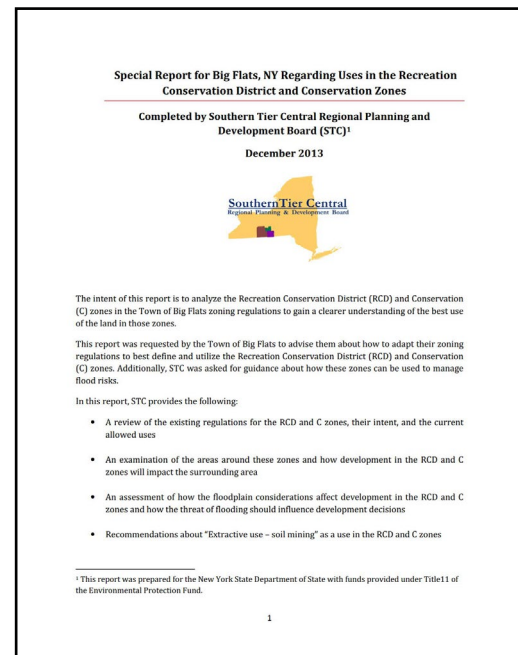 Special Report for Big Flats, NY Regarding Uses in the Recreation
Conservation District and Conservation Zones
Completed by Southern Tier Central Regional Planning and
Development Board (STC)¹
December 2013
SouthernTier Central
Regional Planning & Development Board
The intent of this report is to analyze the Recreation Conservation District (RCD) and Conservation
(C) zones in the Town of Big Flats zoning regulations to gain a clearer understanding of the best use
of the land in those zones.
This report was requested by the Town of Big Flats to advise them about how to adapt their zoning
regulations to best define and utilize the Recreation Conservation District (RCD) and Conservation
(C) zones. Additionally, STC was asked for guidance about how these zones can be used to manage
flood risks.
In this report, STC provides the following:
• A review of the existing regulations for the RCD and C zones, their intent, and the current
allowed uses
• An examination of the areas around these zones and how development in the RCD and C
zones will impact the surrounding area
• An assessment of how the floodplain considerations affect development in the RCD and C
zones and how the threat of flooding should influence development decisions
• Recommendations about "Extractive use – soil mining" as a use in the RCD and C zones
¹ This report was prepared for the New York State Department of State with funds provided under Title11 of
the Environmental Protection Fund.
1